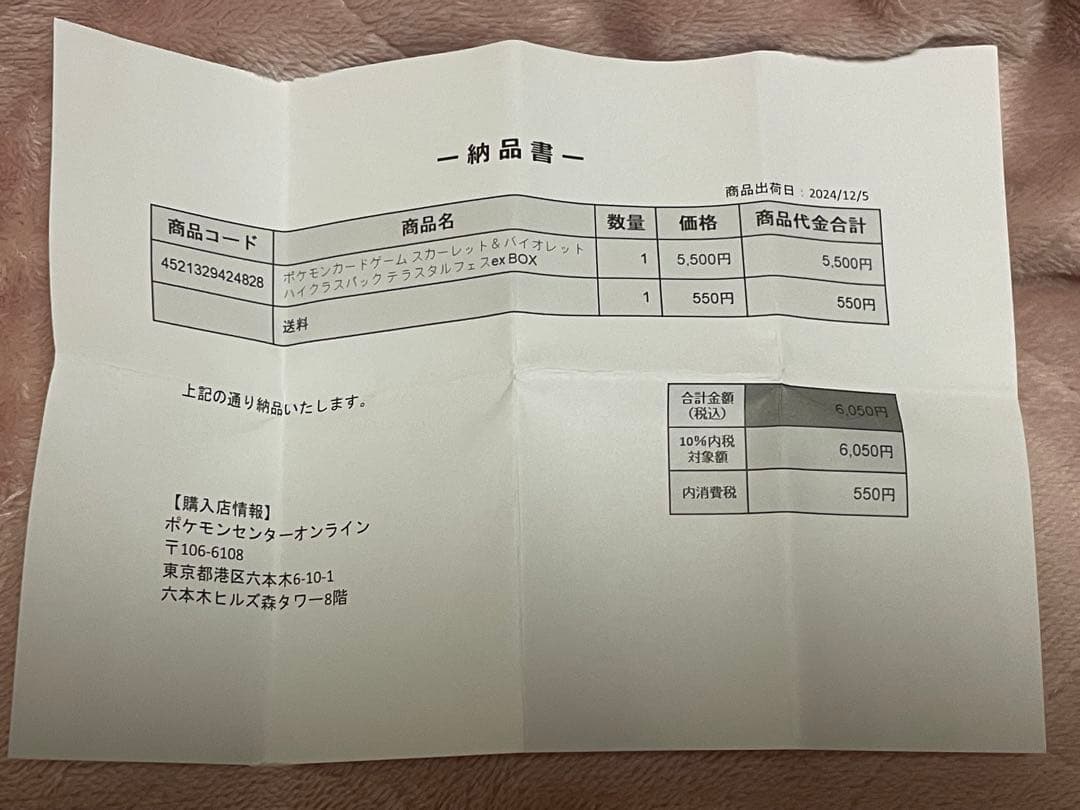 ー納品書ー
商品出荷日：2024/12/5
商品コード 商品名 数量 価格 商品代金合計
4521329424828 ポケモンカードゲーム スカーレット＆バイオレット 1 5,500円 5,500円
ハイクラスパック テラスタルフェスex BOX
送料 1 550円 550円
上記の通り納品いたします。
合計金額 6,050円
（税込）
10%内税 6,050円
対象額
内消費税 550円
【購入店情報】
ポケモンセンターオンライン
〒106-6108
東京都港区六本木6-10-1
六本木ヒルズ森タワー8階